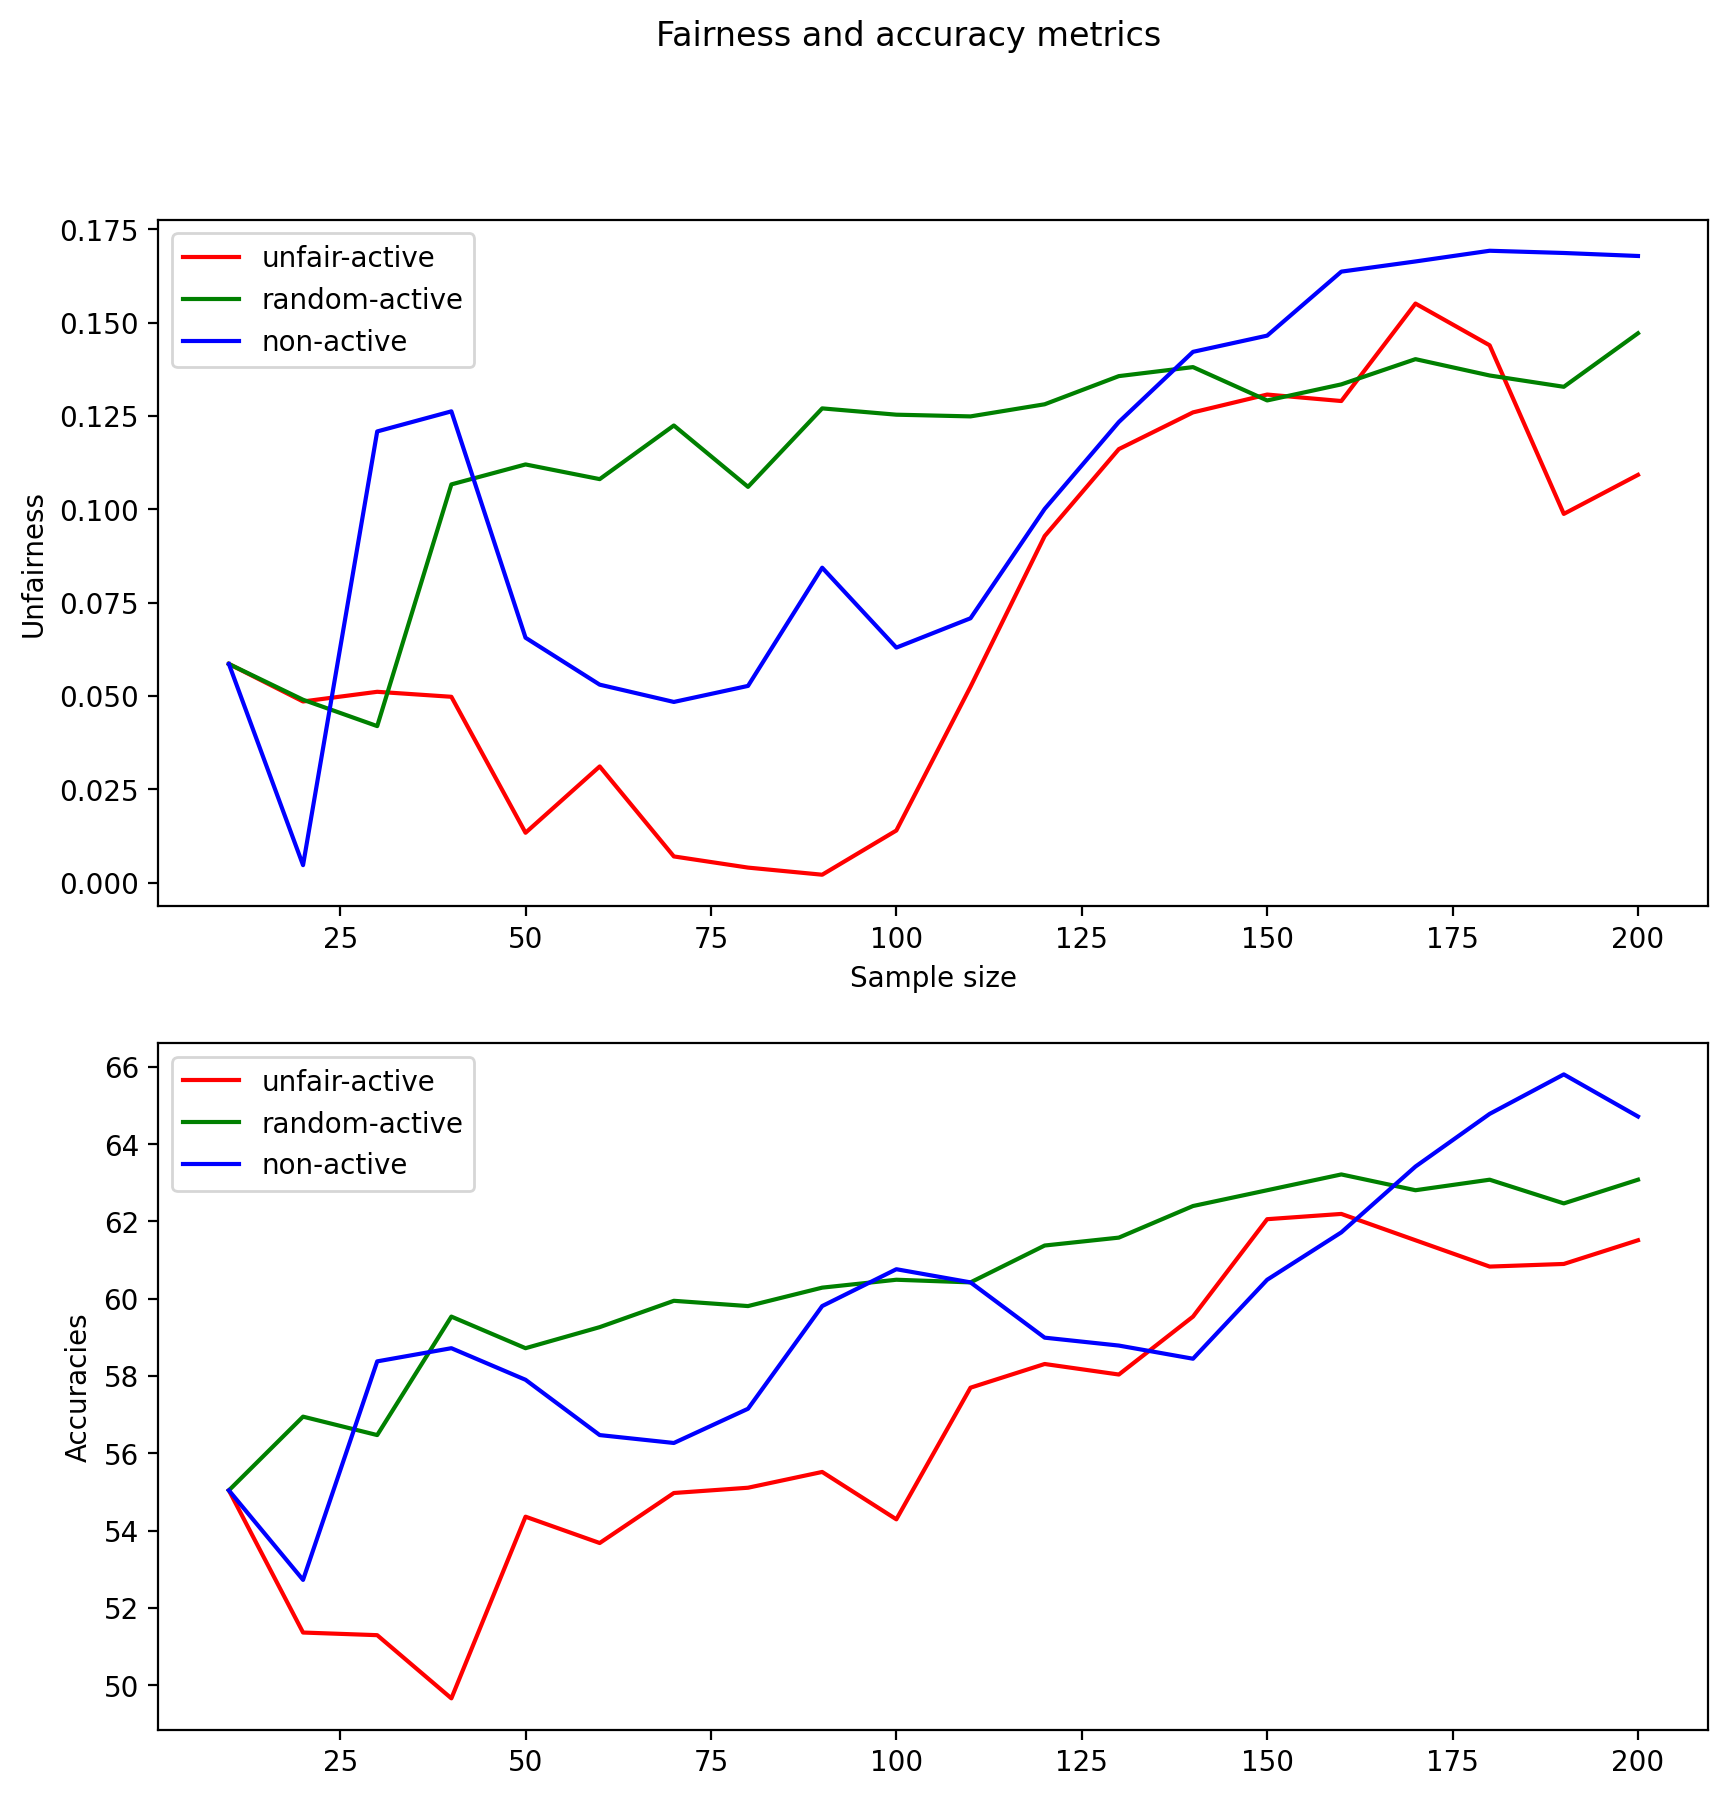 Fairness and accuracy metrics
0.175
0.150
0.125
0.100
0.075
0.050
0.025
0.000
Unfairness
unfair-active
random-active
non-active
25 50 75 100 125 150 175 200
Sample size
66
64
62
60
58
56
54
52
50
Accuracies
unfair-active
random-active
non-active
25 50 75 100 125 150 175 200